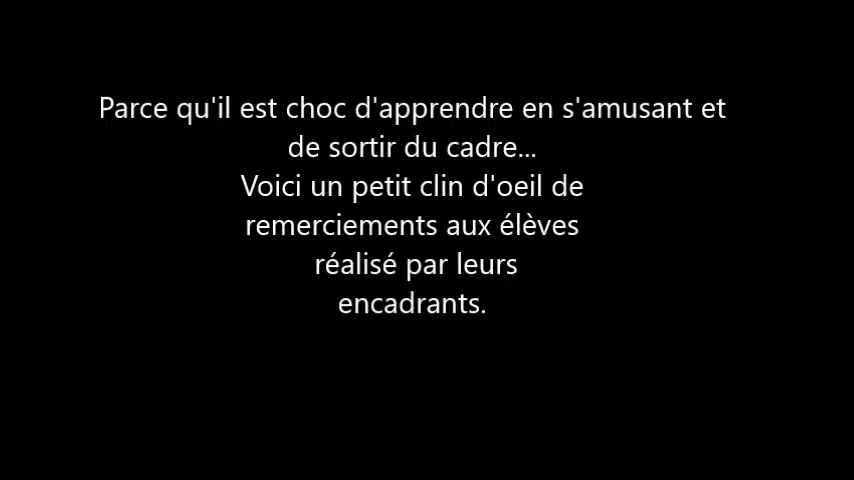 Parce qu'il est choc d'apprendre en s'amusant et
de sortir du cadre...
Voici un petit clin d'oeil de
remerciements aux élèves
réalisé par leurs
encadrants.